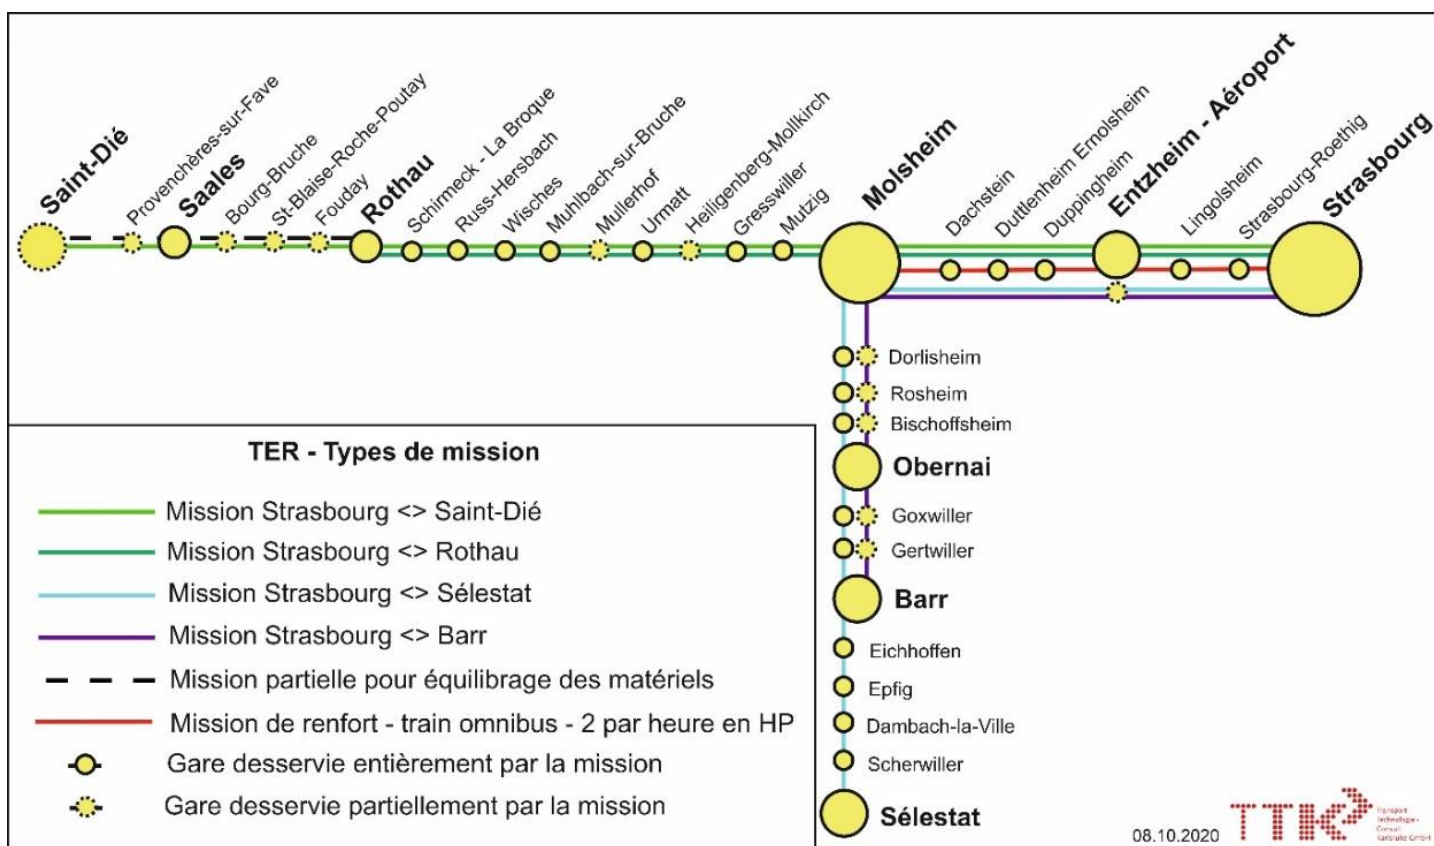 Saint-Dié
Provenchères-sur-Fave
Saales
Bourg-Bruche
St-Blaise-Roche-Poutay
Fouday
Rothau
Schirmeck - La Broque
Russ-Hersbach
Wisches
Muhlbach-sur-Bruche
Mullerhof
Urmatt
Heiligenberg-Mollkirch
Gresswiller
Mutzig
Molsheim
Dachstein
Duttlenheim Ernolsheim
Duppingheim
Entzheim - Aéroport
Lingolsheim
Strasbourg-Roethig
Strasbourg
Dorlisheim
Rosheim
Bischoffsheim
Obernai
Goxwiller
Gertwiller
Barr
Eichhoffen
Epfig
Dambach-la-Ville
Scherwiller
Sélestat
TER - Types de mission
Mission Strasbourg <> Saint-Dié
Mission Strasbourg <> Rothau
Mission Strasbourg <> Sélestat
Mission Strasbourg <> Barr
Mission partielle pour équilibrage des matériels
Mission de renfort - train omnibus - 2 par heure en HP
Gare desservie entièrement par la mission
Gare desservie partiellement par la mission
08.10.2020
TTK
Transport
Technologie-
Consult
Karlsruhe GmbH